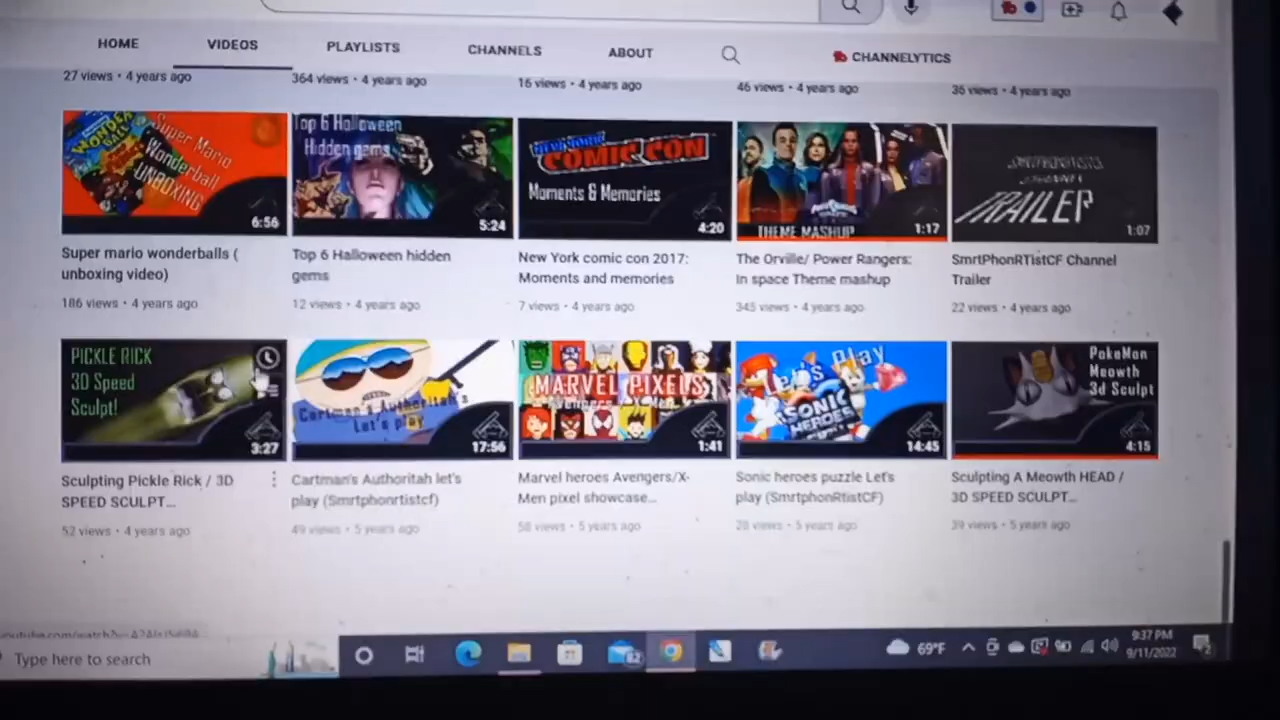 HOME VIDEOS PLAYLISTS CHANNELS ABOUT CHANNELYTICS
27 views • 4 years ago 364 views • 4 years ago 16 views • 4 years ago 46 views • 4 years ago 36 views • 4 years ago
WONDER BALL
Super Mario
Wonderball
UNBOXING
6:56
Top 6 Halloween
Hidden gems
5:24
NEW YORK
COMIC CON
Moments & Memories
4:20
THEME MASHUP
1:17
TRAILER
1:07
Super mario wonderballs (
unboxing video)
186 views • 4 years ago
Top 6 Halloween hidden
gems
12 views • 4 years ago
New York comic con 2017:
Moments and memories
7 views • 4 years ago
The Orville/ Power Rangers:
In space Theme mashup
345 views • 4 years ago
SmrtPhonRTistCF Channel
Trailer
22 views • 4 years ago
PICKLE RICK
3D Speed
Sculpt!
3:27
Cartman's Authoritah's
Let's play
17:56
MARVEL PIXELS
1:41
Let's Play
SONIC
HEROES
14:45
PokeMon
Meowth
3d Sculpt
4:15
Sculpting Pickle Rick / 3D
SPEED SCULPT...
52 views • 4 years ago
Cartman's Authoritah let's
play (Smrtphonrtistcf)
49 views • 5 years ago
Marvel heroes Avengers/X-
Men pixel showcase...
58 views • 5 years ago
Sonic heroes puzzle Let's
play (SmrtphonRtistCF)
28 views • 5 years ago
Sculpting A Meowth HEAD /
3D SPEED SCULPT...
39 views • 5 years ago
Type here to search
69°F
9:37 PM
9/11/2022